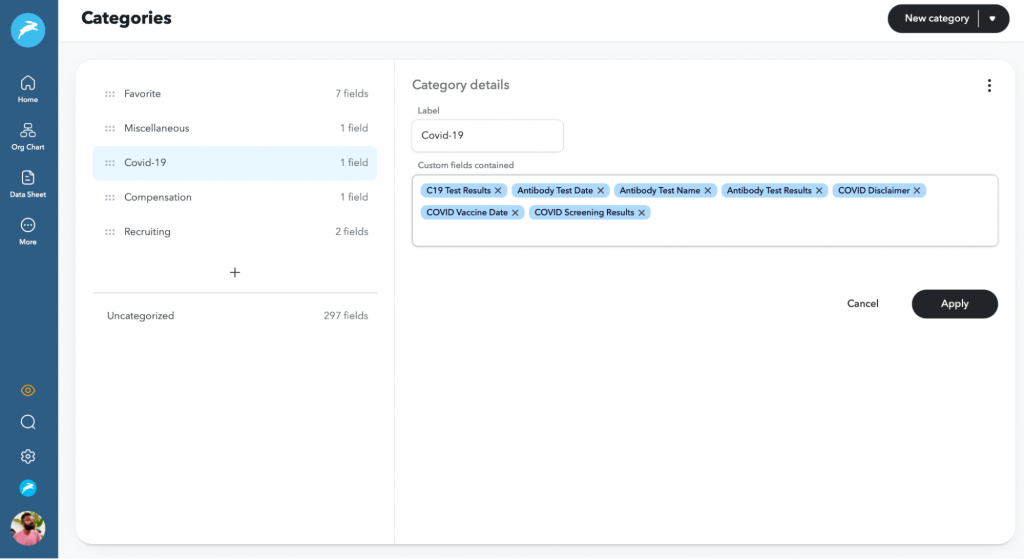 Categories
New category
Home
Org Chart
Data Sheet
More
Favorite 7 fields
Miscellaneous 1 field
Covid-19 1 field
Compensation 1 field
Recruiting 2 fields
+
Uncategorized 297 fields
Category details
Label
Covid-19
Custom fields contained
C19 Test Results × Antibody Test Date × Antibody Test Name × Antibody Test Results × COVID Disclaimer ×
COVID Vaccine Date × COVID Screening Results ×
Cancel Apply